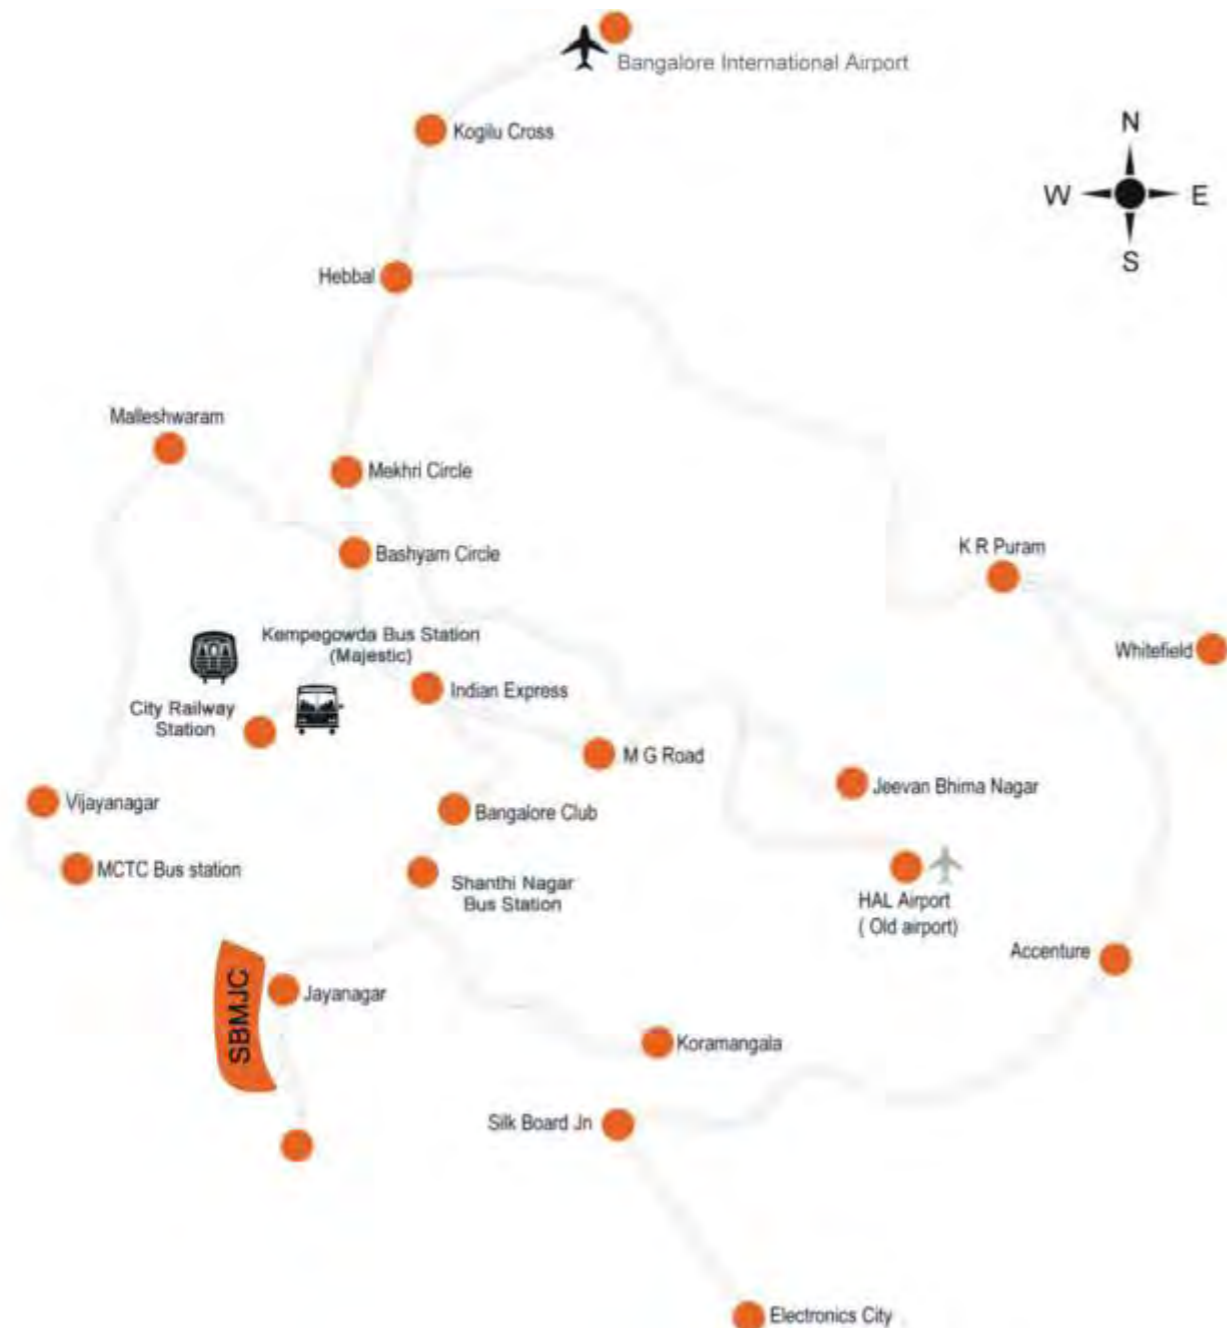 Bangalore International Airport
Kogilu Cross
N
W
E
S
Hebbal
Malleshwaram
Mekhri Circle
Bashyam Circle
K R Puram
Kempegowda Bus Station
(Majestic)
Whitefield
Indian Express
City Railway
Station
M G Road
Jeevan Bhima Nagar
Vijayanagar
Bangalore Club
MCTC Bus station
Shanthi Nagar
Bus Station
HAL Airport
( Old airport)
Accenture
SBMJC
Jayanagar
Koramangala
Silk Board Jn
Electronics City